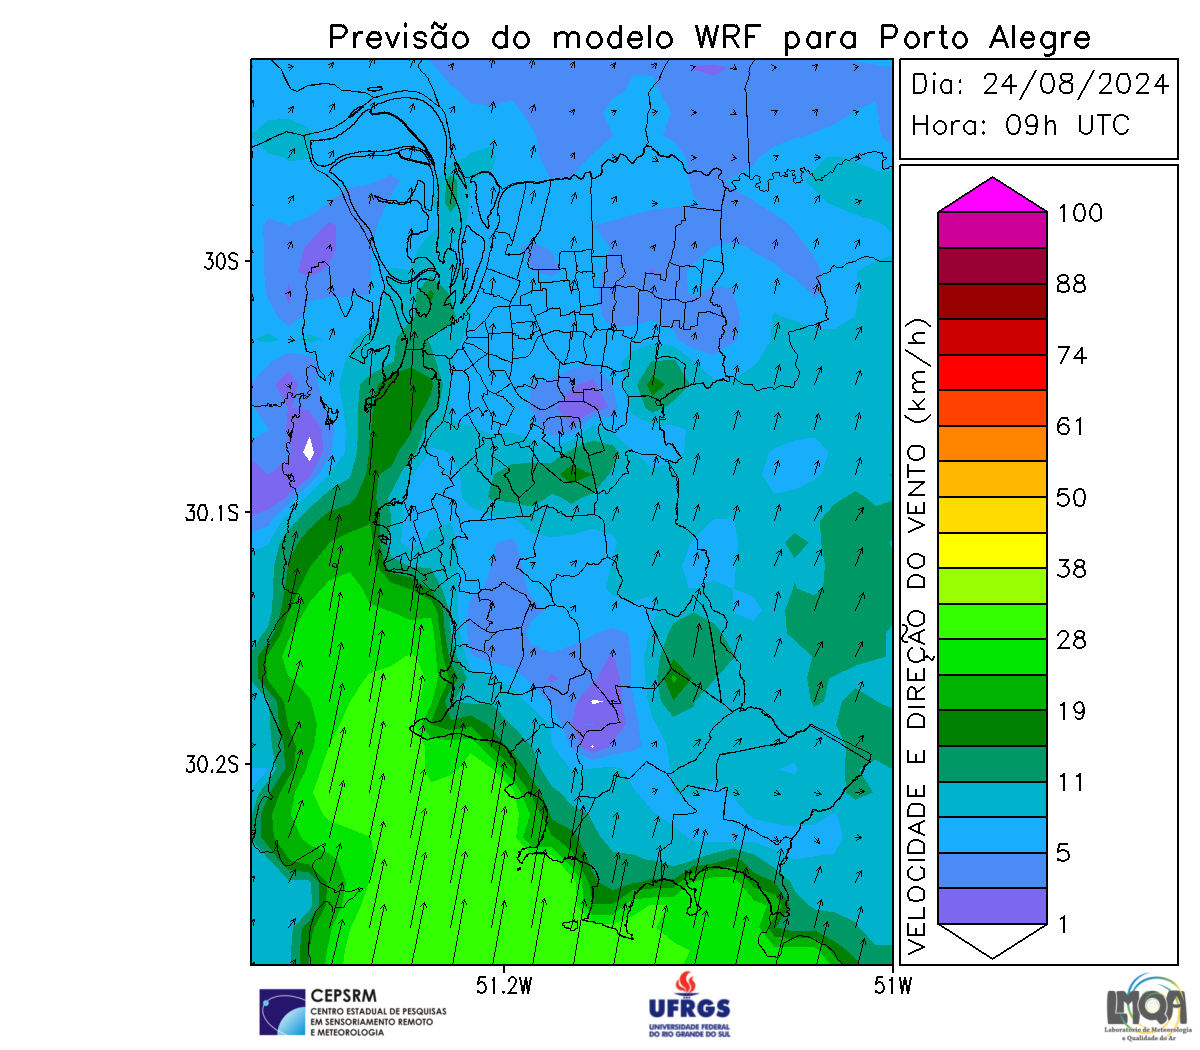 Previsão do modelo WRF para Porto Alegre
Dia: 24/08/2024
Hora: 09h UTC
30S
30.1S
30.2S
51.2W
51W
VELOCIDADE E DIREÇÃO DO VENTO (km/h)
100
88
74
61
50
38
28
19
11
5
1
CEPSRM
CENTRO ESTADUAL DE PESQUISAS
EM SENSORIAMENTO REMOTO
E METEOROLOGIA
UFRGS
UNIVERSIDADE FEDERAL
DO RIO GRANDE DO SUL
LMQA
Laboratório de Meteorologia
e Qualidade do Ar